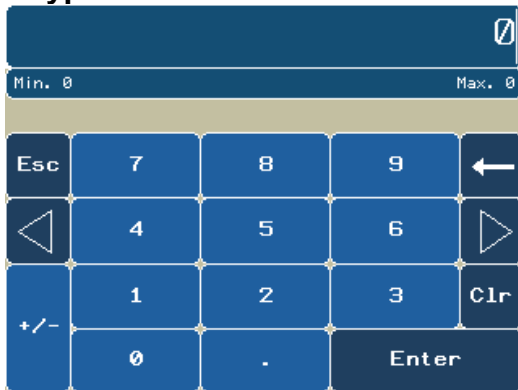 0
Min. 0 Max. 0
Esc 7 8 9
4 5 6
1 2 3 Clr
+/-
0 . Enter